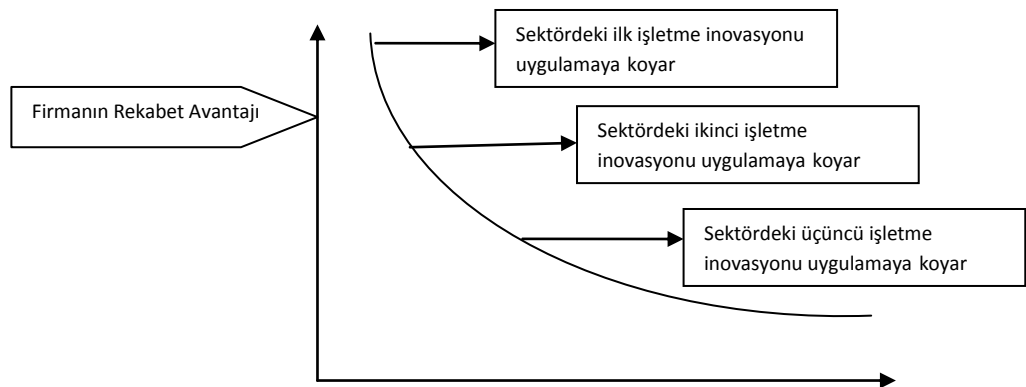 Sektördeki ilk işletme inovasyonu
uygulamaya koyar
Firmanın Rekabet Avantajı
Sektördeki ikinci işletme
inovasyonu uygulamaya koyar
Sektördeki üçüncü işletme
inovasyonu uygulamaya koyar